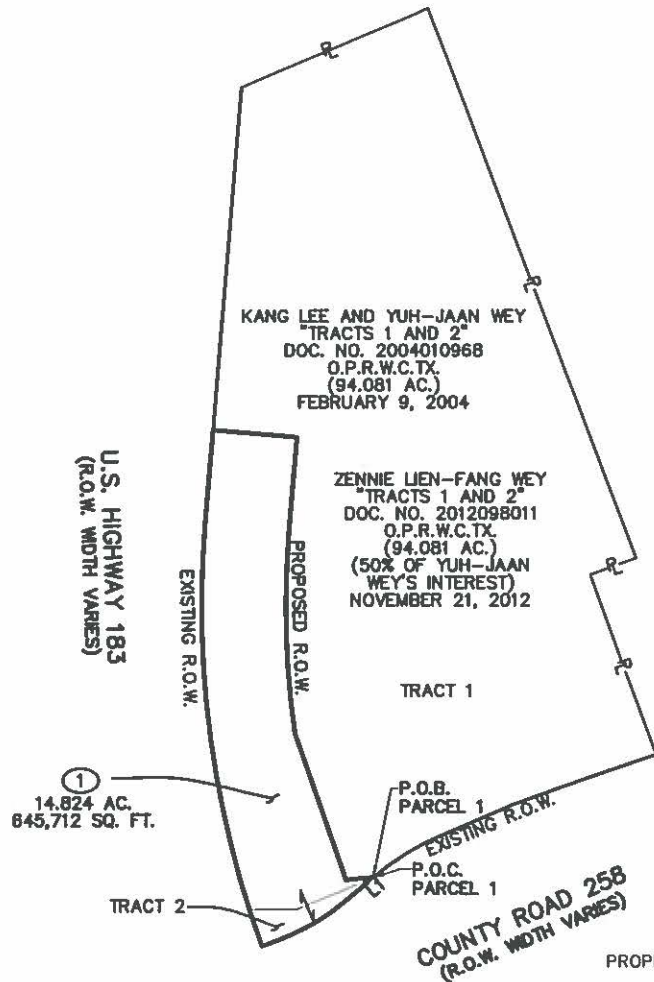 KANG LEE AND YUH-JAAN WEY
"TRACTS 1 AND 2"
DOC. NO. 2004010968
O.P.R.W.C.TX.
(94.081 AC.)
FEBRUARY 9, 2004
ZENNIE LIEN-FANG WEY
"TRACTS 1 AND 2"
DOC. NO. 2012098011
O.P.R.W.C.TX.
(94.081 AC.)
(50% OF YUH-JAAN
WEY'S INTEREST)
NOVEMBER 21, 2012
U.S. HIGHWAY 183
(R.O.W. WIDTH VARIES)
EXISTING R.O.W.
PROPOSED R.O.W.
TRACT 1
1
14.824 AC.
645,712 SQ. FT.
P.O.B.
PARCEL 1
EXISTING R.O.W.
P.O.C.
PARCEL 1
L1
TRACT 2
COUNTY ROAD 258
(R.O.W. WIDTH VARIES)
PROP